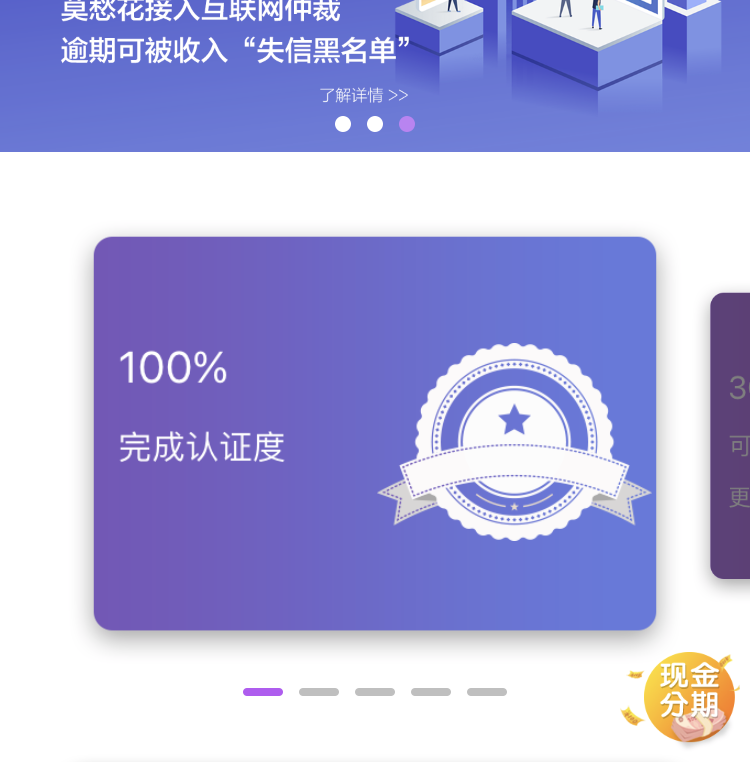 莫愁花接入互联网仲裁
逾期可被收入“失信黑名单”
了解详情 >>
100%
完成认证度
3
可
更
现金
分期